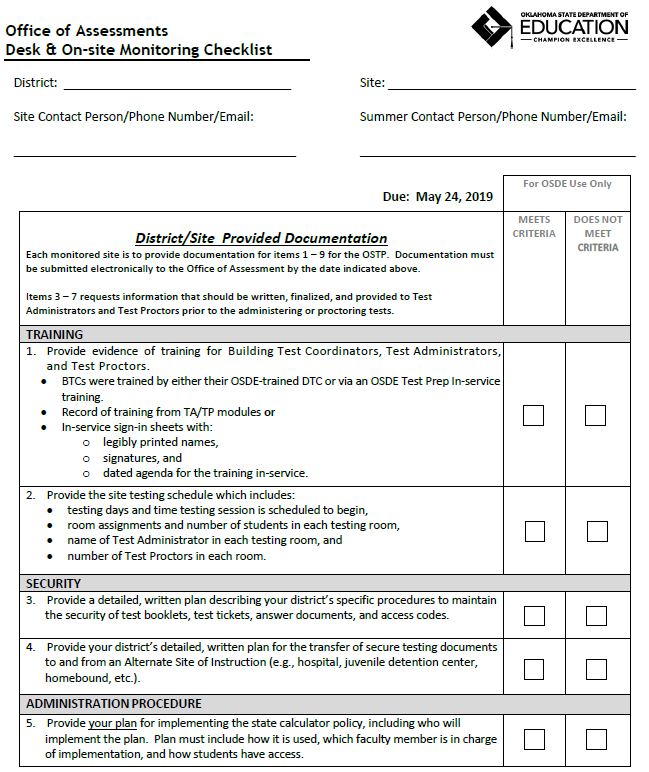 Office of Assessments
Desk & On-site Monitoring Checklist
OKLAHOMA STATE DEPARTMENT OF
EDUCATION
CHAMPION EXCELLENCE
District:
Site:
Site Contact Person/Phone Number/Email:
Summer Contact Person/Phone Number/Email:
Due: May 24, 2019
For OSDE Use Only
District/Site Provided Documentation
Each monitored site is to provide documentation for items 1 – 9 for the OSTP. Documentation must
be submitted electronically to the Office of Assessment by the date indicated above.
Items 3 – 7 requests information that should be written, finalized, and provided to Test
Administrators and Test Proctors prior to the administering or proctoring tests.
MEETS
CRITERIA
DOES NOT
MEET
CRITERIA
TRAINING
1. Provide evidence of training for Building Test Coordinators, Test Administrators,
and Test Proctors.
• BTCs were trained by either their OSDE-trained DTC or via an OSDE Test Prep In-service
training.
• Record of training from TA/TP modules or
• In-service sign-in sheets with:
o legibly printed names,
o signatures, and
o dated agenda for the training in-service.
2. Provide the site testing schedule which includes:
• testing days and time testing session is scheduled to begin,
• room assignments and number of students in each testing room,
• name of Test Administrator in each testing room, and
• number of Test Proctors in each room.
SECURITY
3. Provide a detailed, written plan describing your district's specific procedures to maintain
the security of test booklets, test tickets, answer documents, and access codes.
4. Provide your district's detailed, written plan for the transfer of secure testing documents
to and from an Alternate Site of Instruction (e.g., hospital, juvenile detention center,
homebound, etc.).
ADMINISTRATION PROCEDURE
5. Provide your plan for implementing the state calculator policy, including who will
implement the plan. Plan must include how it is used, which faculty member is in charge
of implementation, and how students have access.